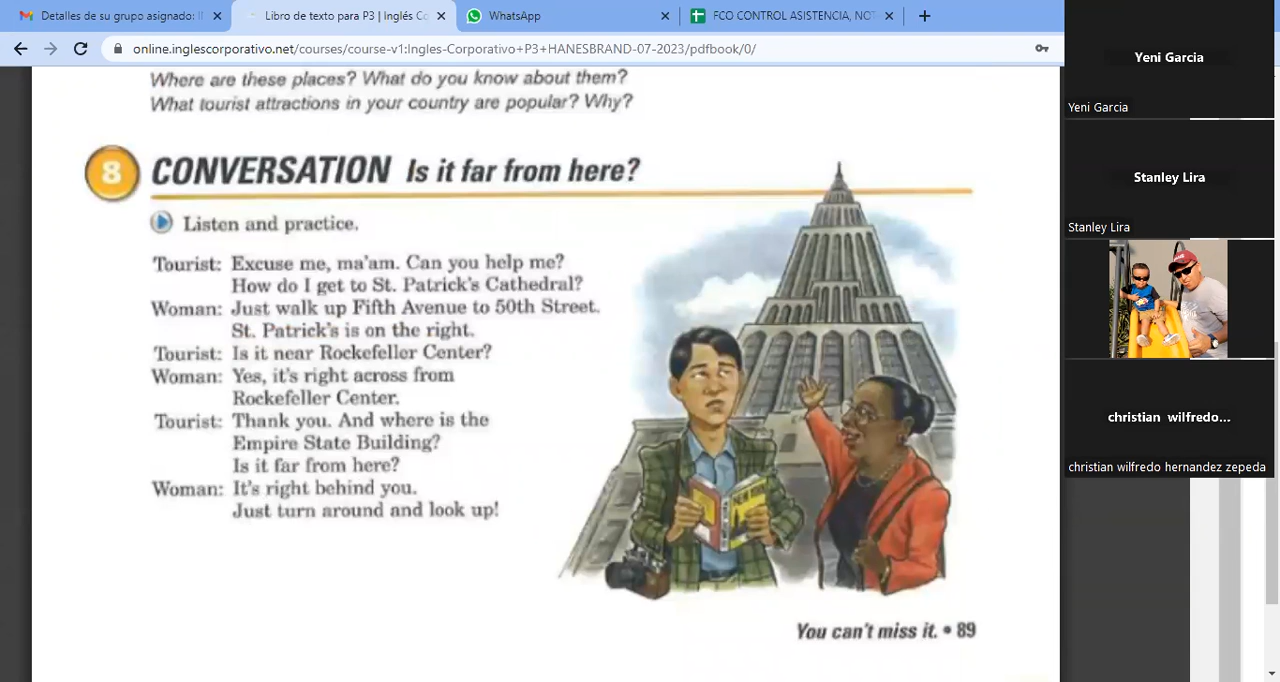 Detalles de su grupo asignado: II
Libro de texto para P3 | Inglés Co
WhatsApp
FCO CONTROL ASISTENCIA, NOT
online.inglescorporativo.net/courses/course-v1:Ingles-Corporativo+P3+HANESBRAND-07-2023/pdfbook/0/
Where are these places? What do you know about them?
What tourist attractions in your country are popular? Why?
8 CONVERSATION Is it far from here?
Listen and practice.
Tourist: Excuse me, ma'am. Can you help me?
How do I get to St. Patrick's Cathedral?
Woman: Just walk up Fifth Avenue to 50th Street.
St. Patrick's is on the right.
Tourist: Is it near Rockefeller Center?
Woman: Yes, it's right across from
Rockefeller Center.
Tourist: Thank you. And where is the
Empire State Building?
Is it far from here?
Woman: It's right behind you.
Just turn around and look up!
You can't miss it. • 89
Yeni Garcia
Yeni Garcia
Stanley Lira
Stanley Lira
christian wilfredo...
christian wilfredo hernandez zepeda